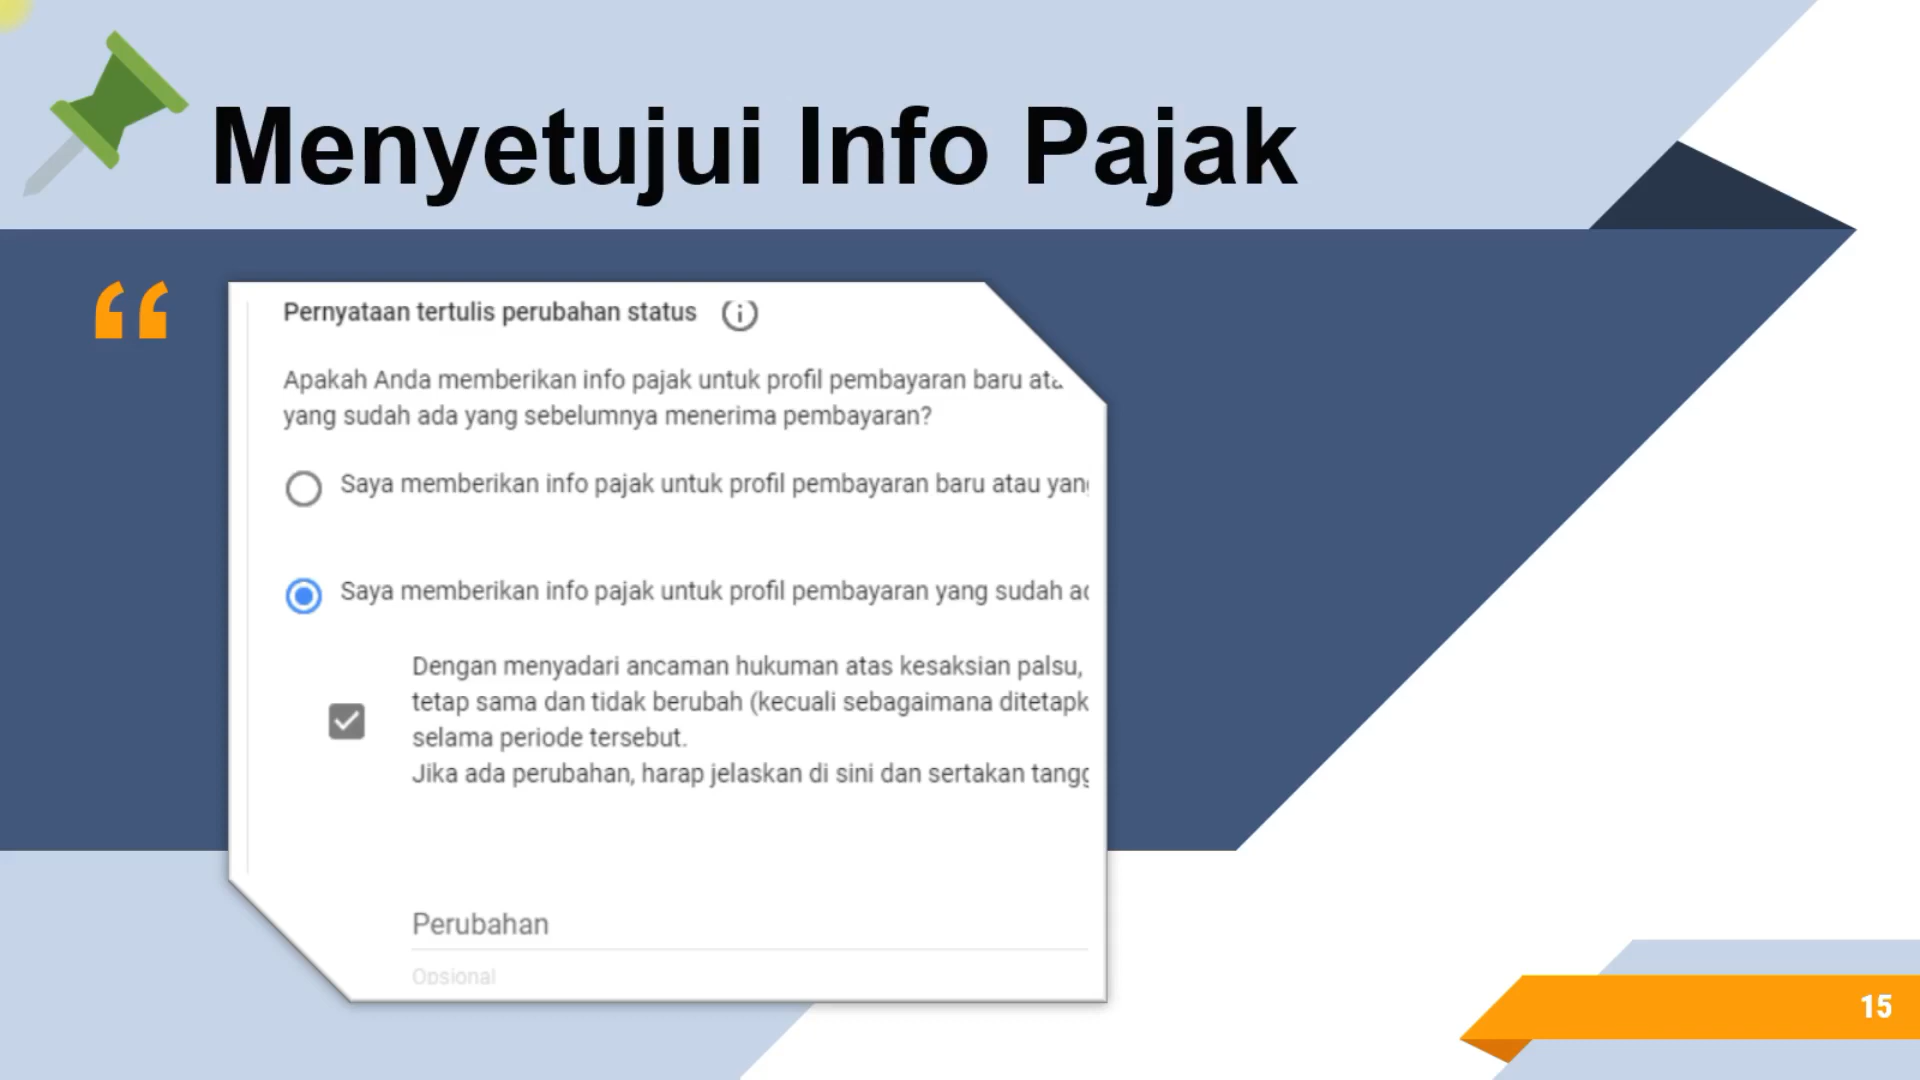 Menyetujui Info Pajak
“
Pernyataan tertulis perubahan status
Apakah Anda memberikan info pajak untuk profil pembayaran baru
yang sudah ada yang sebelumnya menerima pembayaran?
Saya memberikan info pajak untuk profil pembayaran baru atau
Saya memberikan info pajak untuk profil pembayaran yang sudah
Dengan menyadari ancaman hukuman atas kesaksian palsu,
tetap sama dan tidak berubah (kecuali sebagaimana
selama periode tersebut.
Jika ada perubahan, harap jelaskan di sini dan sertakan
Perubahan
Opsional
15